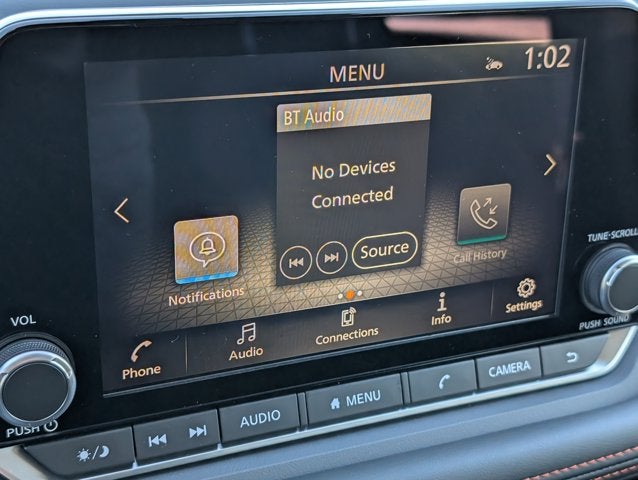 MENU
1:02
BT Audio
No Devices
Connected
Source
Notifications
Call History
Phone
Audio
Connections
Info
Settings
VOL
PUSH
TUNE·SCROLL
PUSH SOUND
AUDIO
MENU
CAMERA